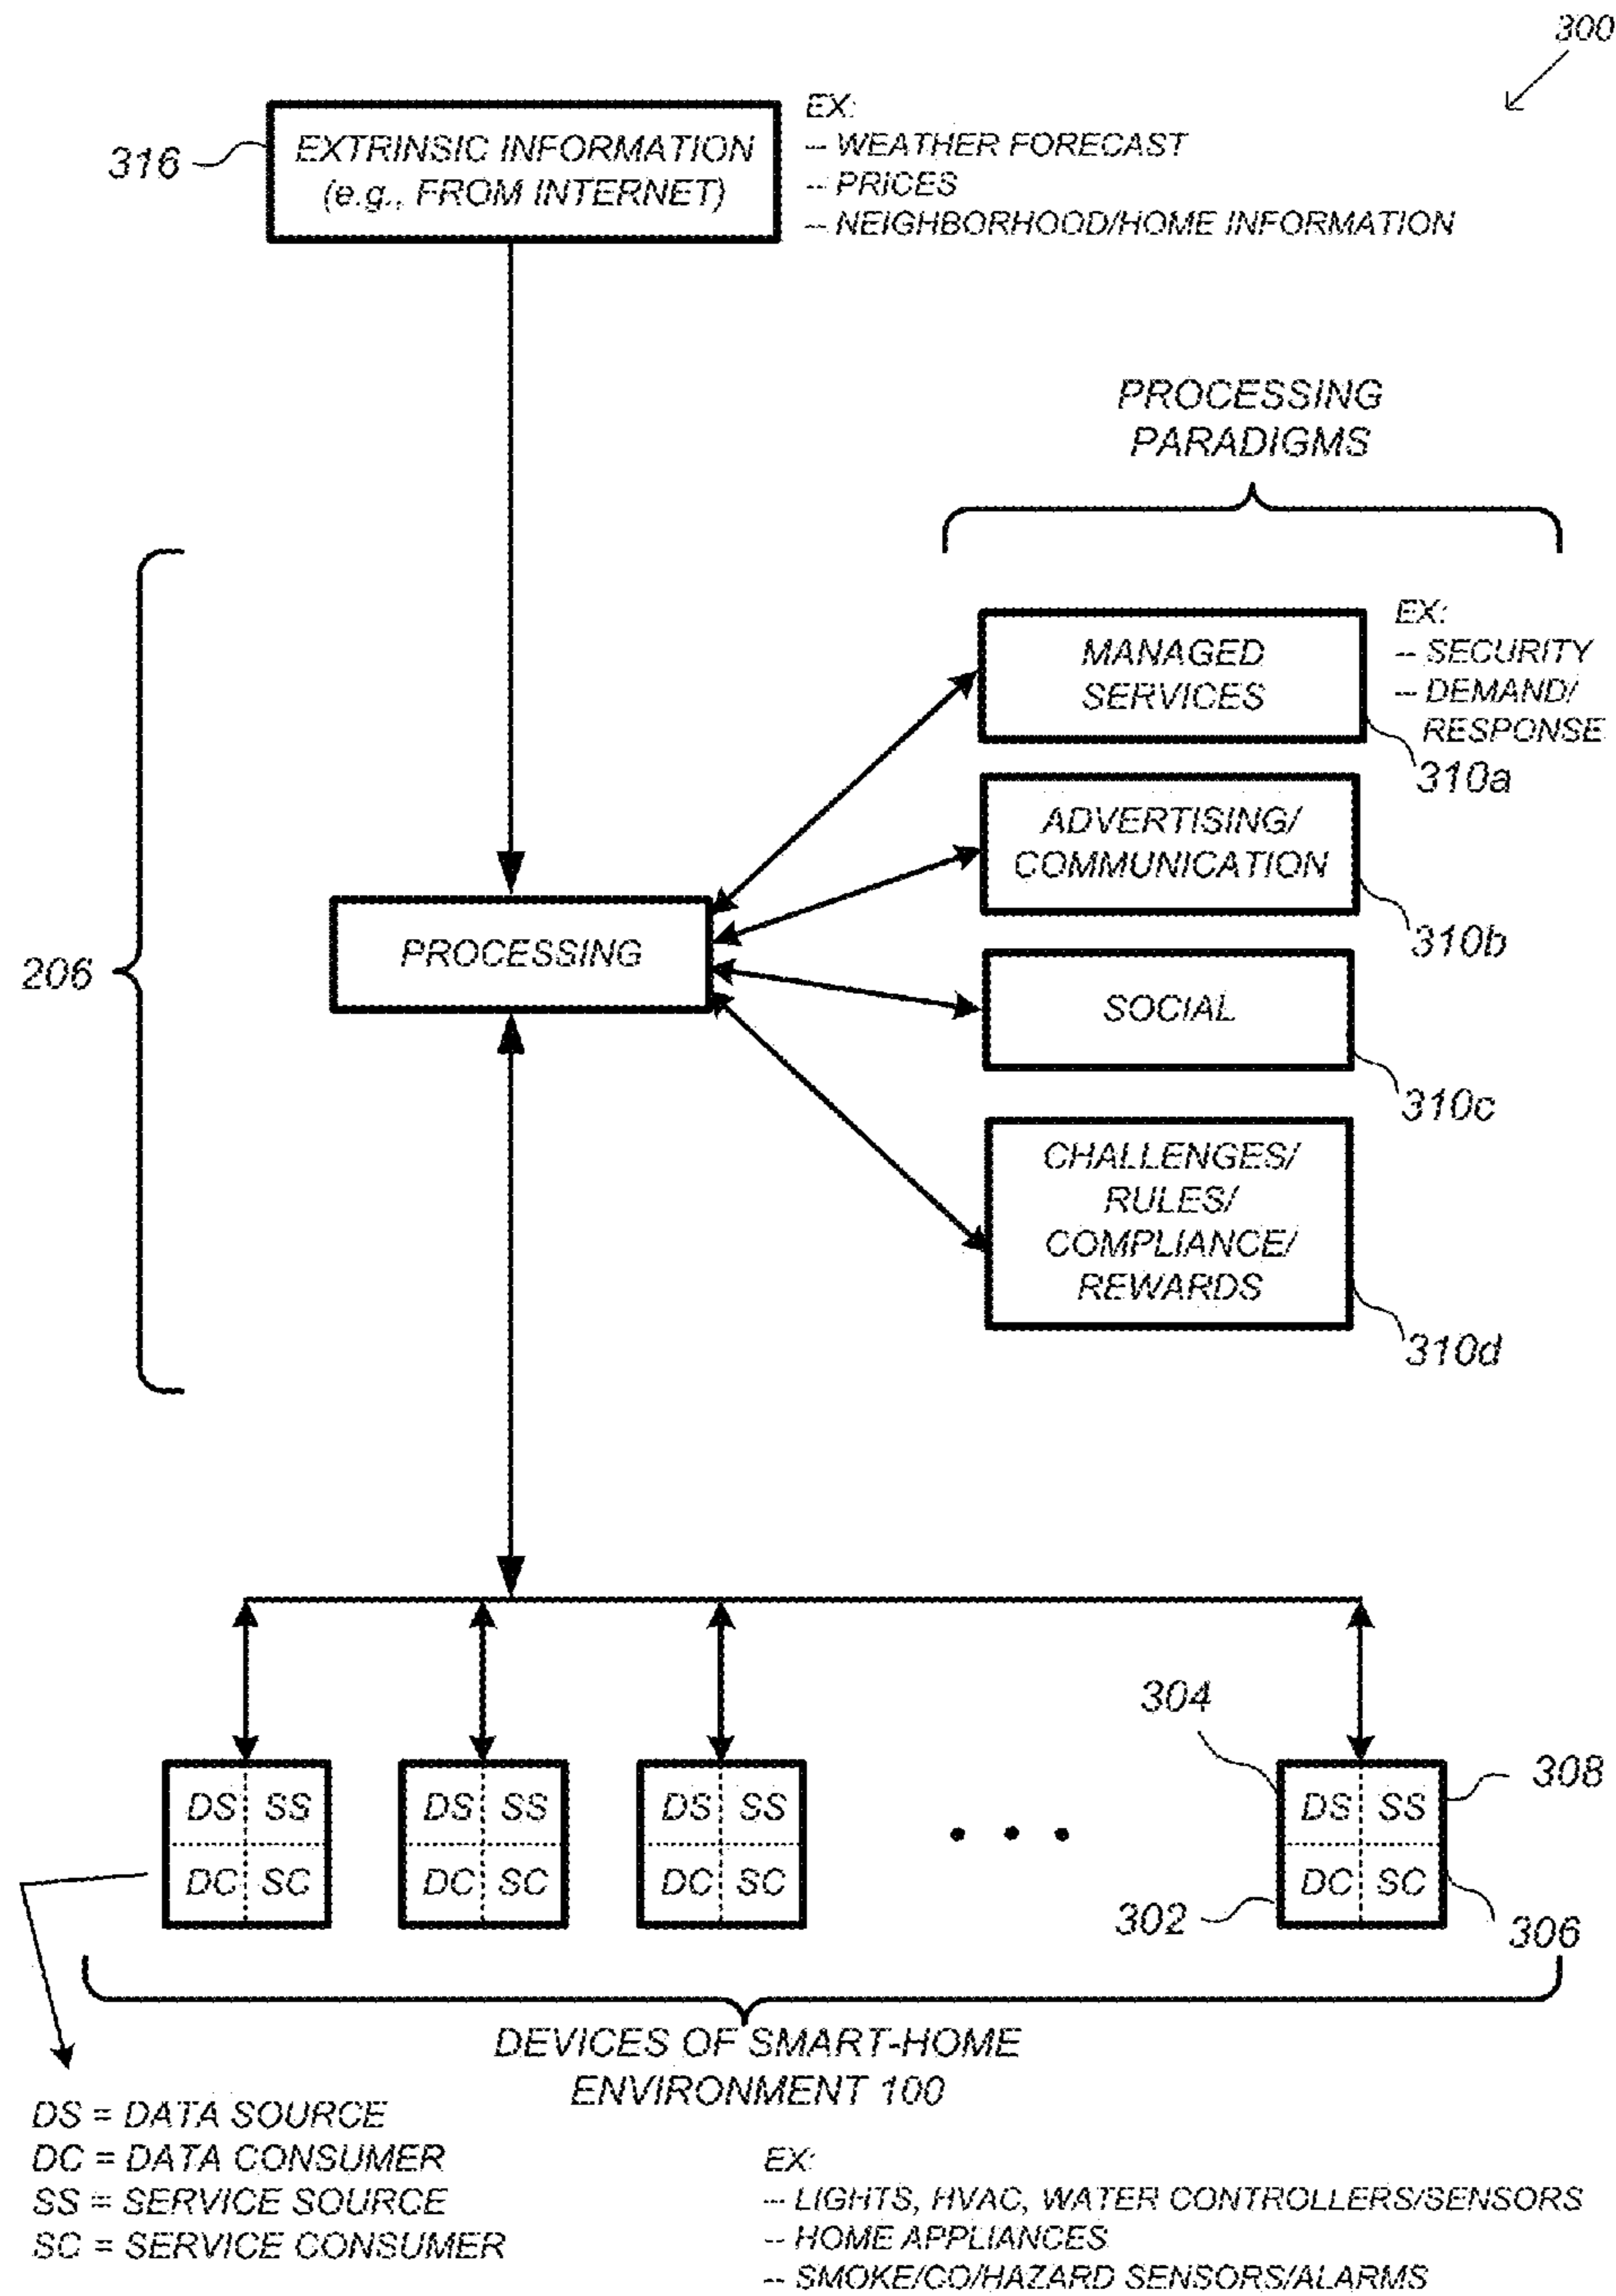 300
316
EXTRINSIC INFORMATION
(e.g., FROM INTERNET)
EX:
-- WEATHER FORECAST
-- PRICES
-- NEIGHBORHOOD/HOME INFORMATION
PROCESSING
PARADIGMS
206
PROCESSING
MANAGED
SERVICES
EX:
-- SECURITY
-- DEMAND/
RESPONSE
310a
ADVERTISING/
COMMUNICATION
310b
SOCIAL
310c
CHALLENGES/
RULES/
COMPLIANCE/
REWARDS
310d
304
308
DS SS
DC SC
DS SS
DC SC
DS SS
DC SC
• • •
DS SS
DC SC
302
306
DEVICES OF SMART-HOME
ENVIRONMENT 100
DS = DATA SOURCE
DC = DATA CONSUMER
SS = SERVICE SOURCE
SC = SERVICE CONSUMER
EX:
-- LIGHTS, HVAC, WATER CONTROLLERS/SENSORS
-- HOME APPLIANCES
-- SMOKE/CO/HAZARD SENSORS/ALARMS